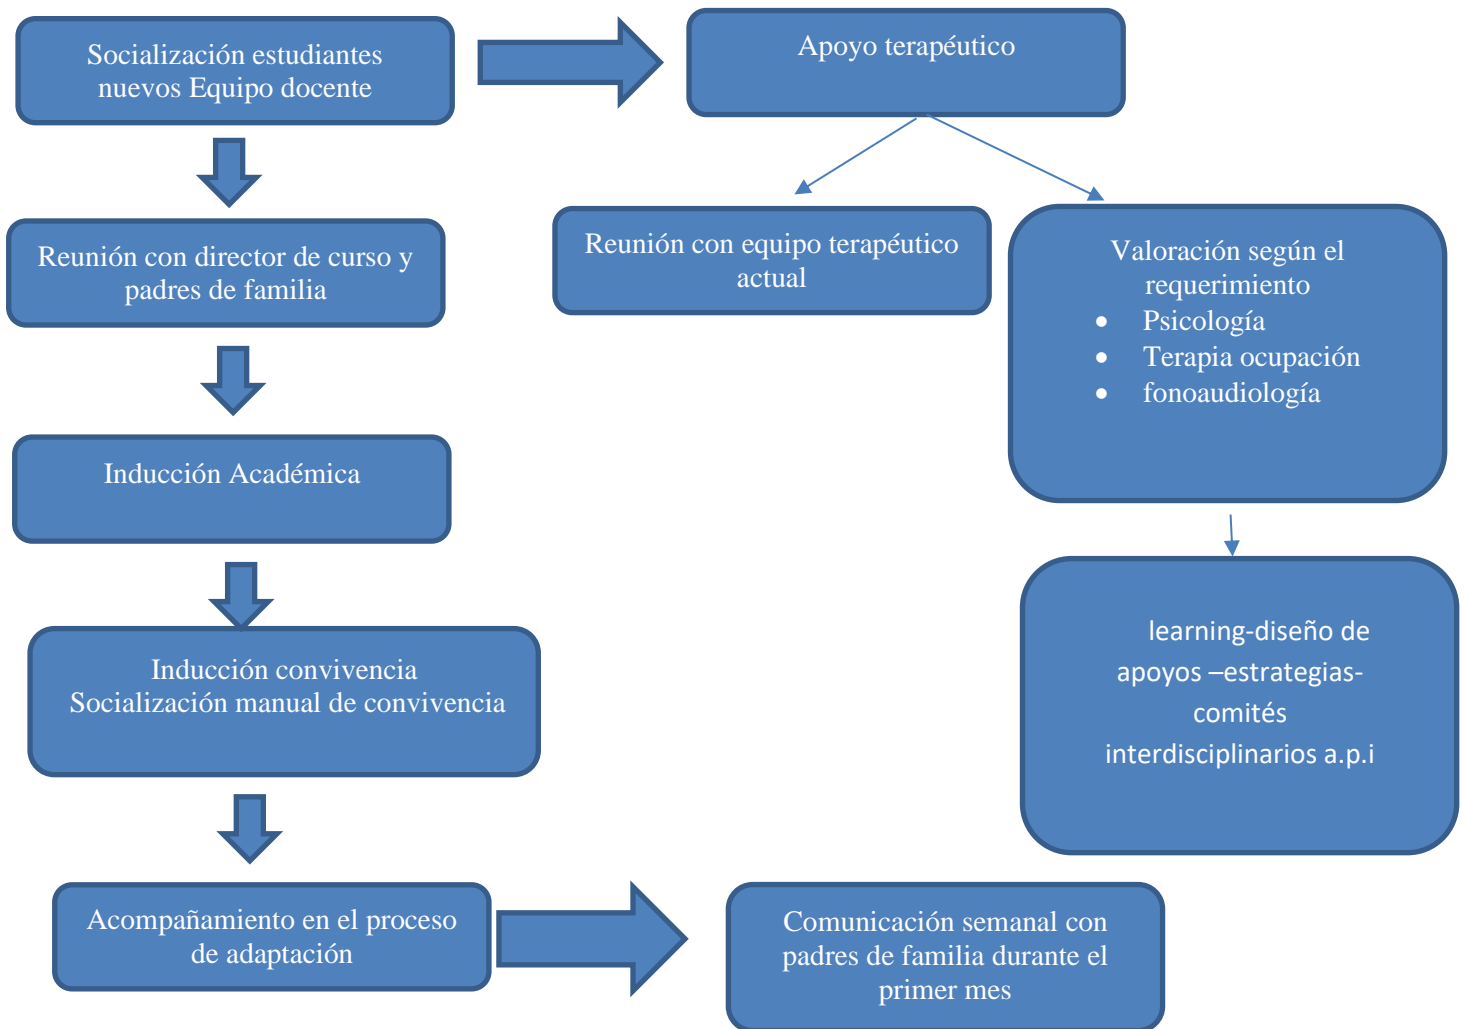 Socialización estudiantes
nuevos Equipo docente
Apoyo terapéutico
Reunión con director de curso y
padres de familia
Reunión con equipo terapéutico
actual
Valoración según el
requerimiento
• Psicología
• Terapia ocupación
• fonoaudiología
Inducción Académica
learning-diseño de
apoyos –estrategias-
comités
interdisciplinarios a.p.i
Inducción convivencia
Socialización manual de convivencia
Acompañamiento en el proceso
de adaptación
Comunicación semanal con
padres de familia durante el
primer mes